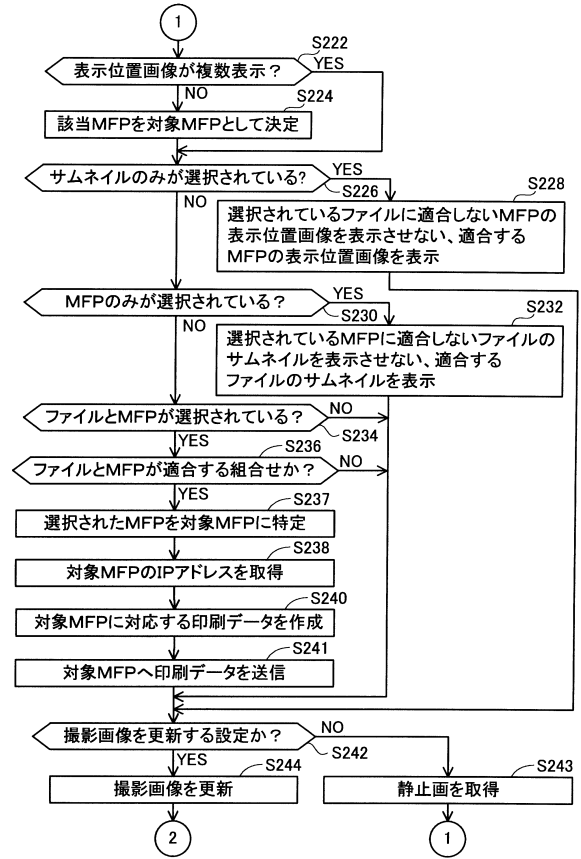 1
S222
表示位置画像が複数表示？
YES
NO
S224
該当MFPを対象MFPとして決定
サムネイルのみが選択されている？
YES
S226
NO
S228
選択されているファイルに適合しないMFPの
表示位置画像を表示させない、適合する
MFPの表示位置画像を表示
MFPのみが選択されている？
YES
S230
NO
S232
選択されているMFPに適合しないファイルの
サムネイルを表示させない、適合する
ファイルのサムネイルを表示
ファイルとMFPが選択されている？
NO
S234
YES
S236
ファイルとMFPが適合する組合せか？
NO
YES
S237
選択されたMFPを対象MFPに特定
S238
対象MFPのIPアドレスを取得
S240
対象MFPに対応する印刷データを作成
S241
対象MFPへ印刷データを送信
撮影画像を更新する設定か？
NO
S242
YES
S244
撮影画像を更新
S243
静止画を取得
2
1